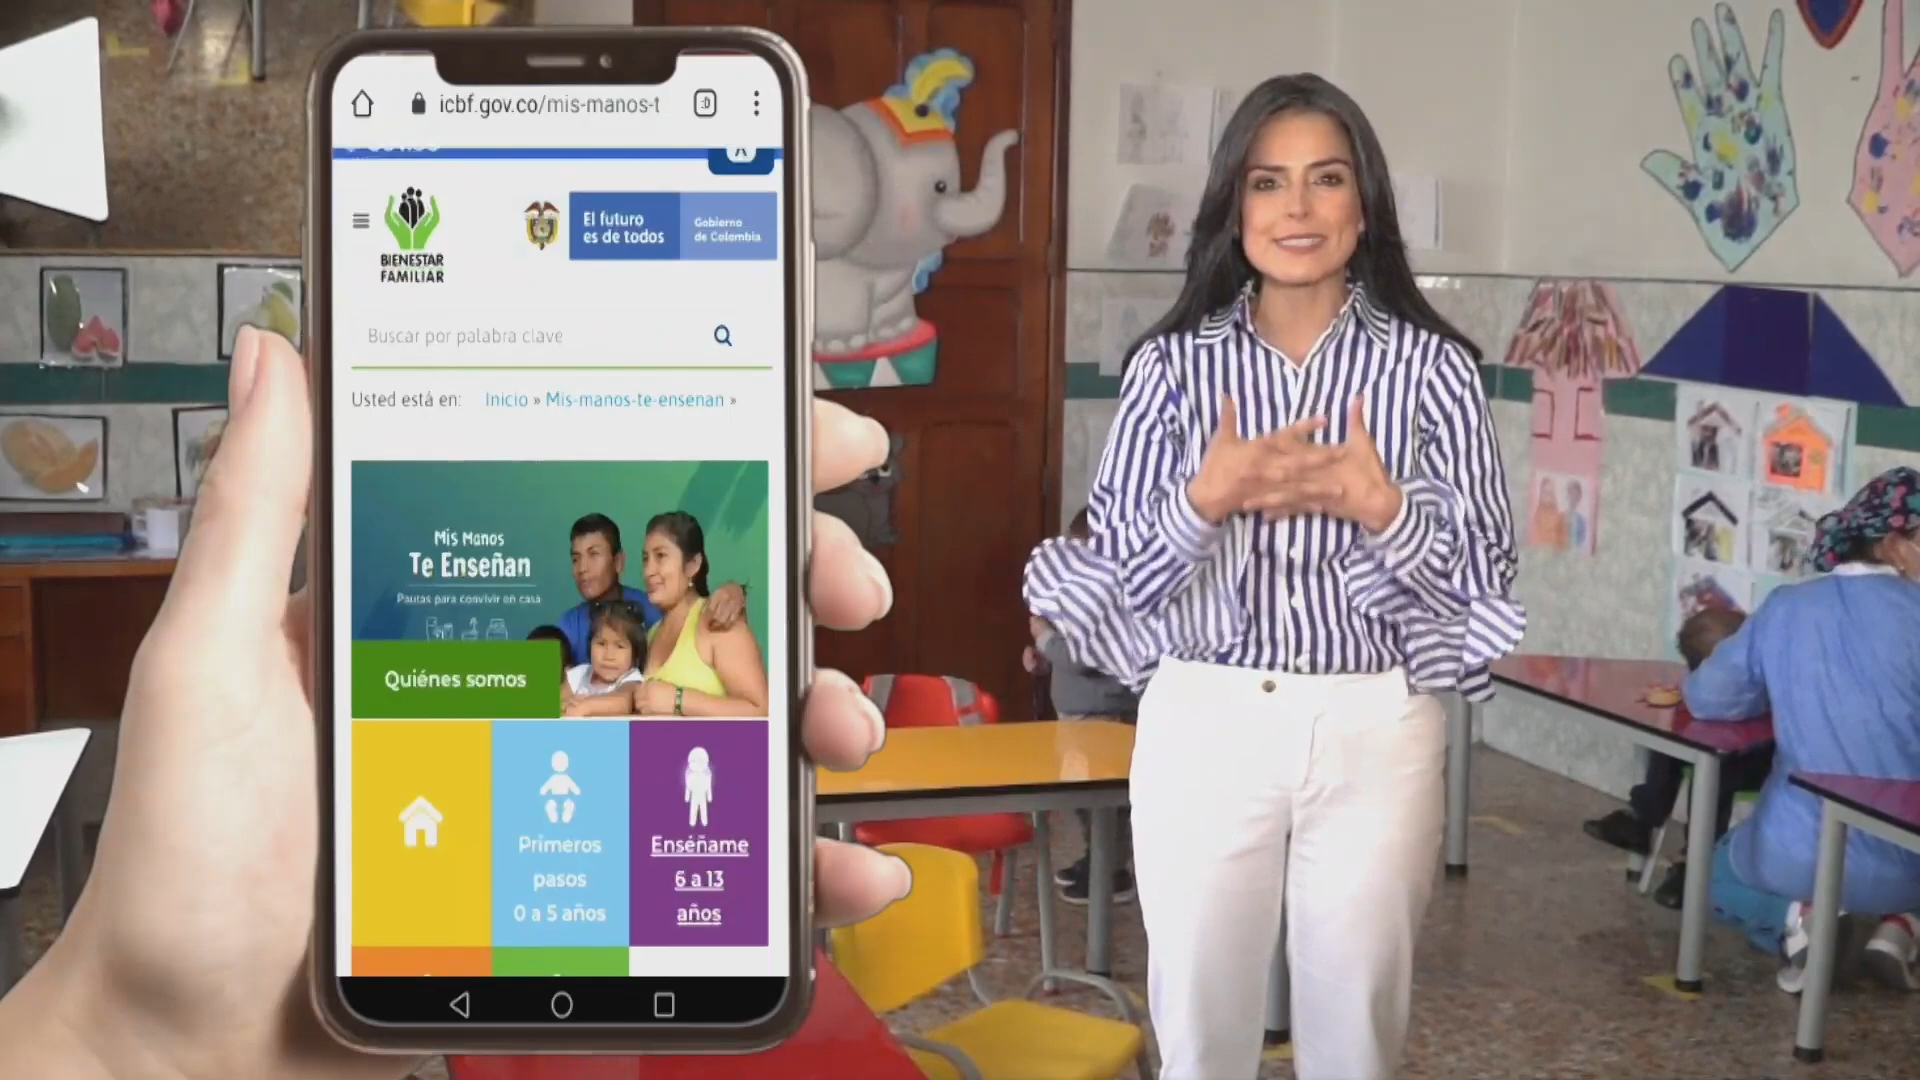 icbf.gov.co/mis-manos-t
:D
BIENESTAR
FAMILIAR
El futuro
es de todos
Gobierno
de Colombia
Buscar por palabra clave
Usted está en: Inicio » Mis-manos-te-ensenan »
Mis Manos
Te Enseñan
Pautas para convivir en casa
Quiénes somos
Primeros
pasos
0 a 5 años
Enséñame
6 a 13
años